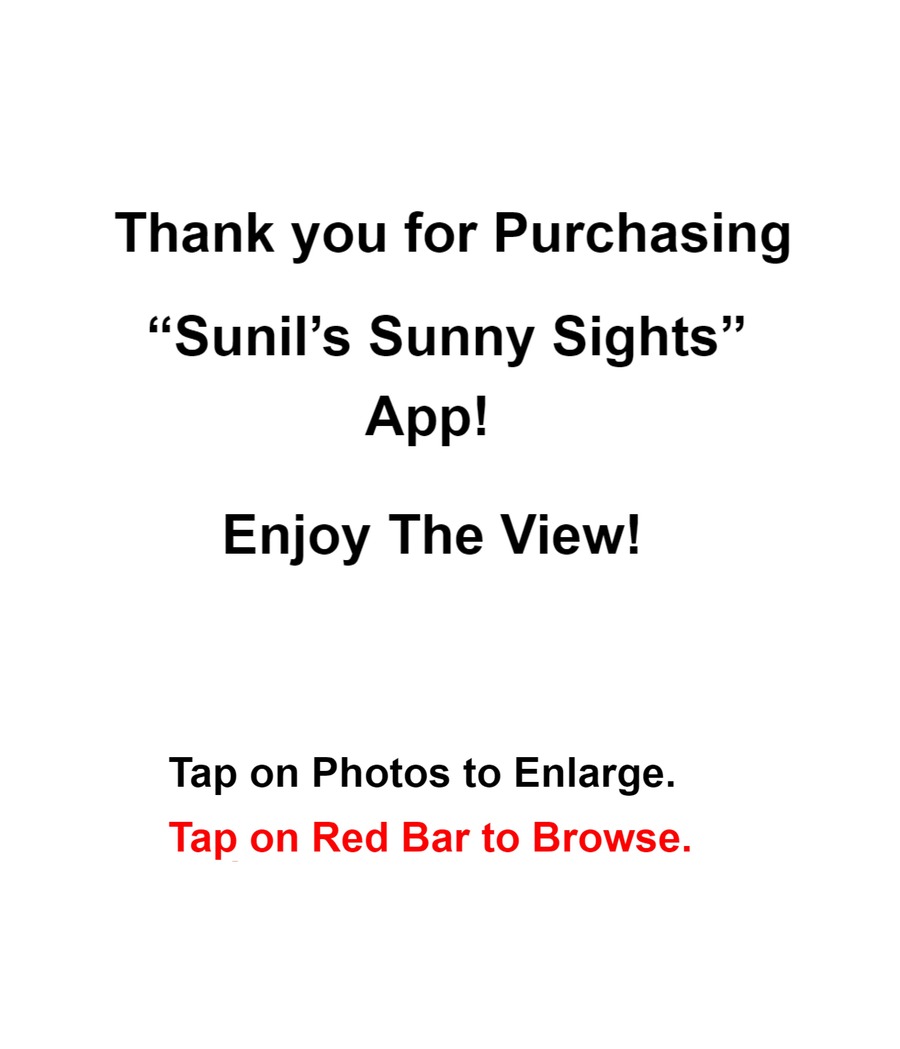 Thank you for Purchasing
“Sunil’s Sunny Sights”
App!
Enjoy The View!
Tap on Photos to Enlarge.
Tap on Red Bar to Browse.